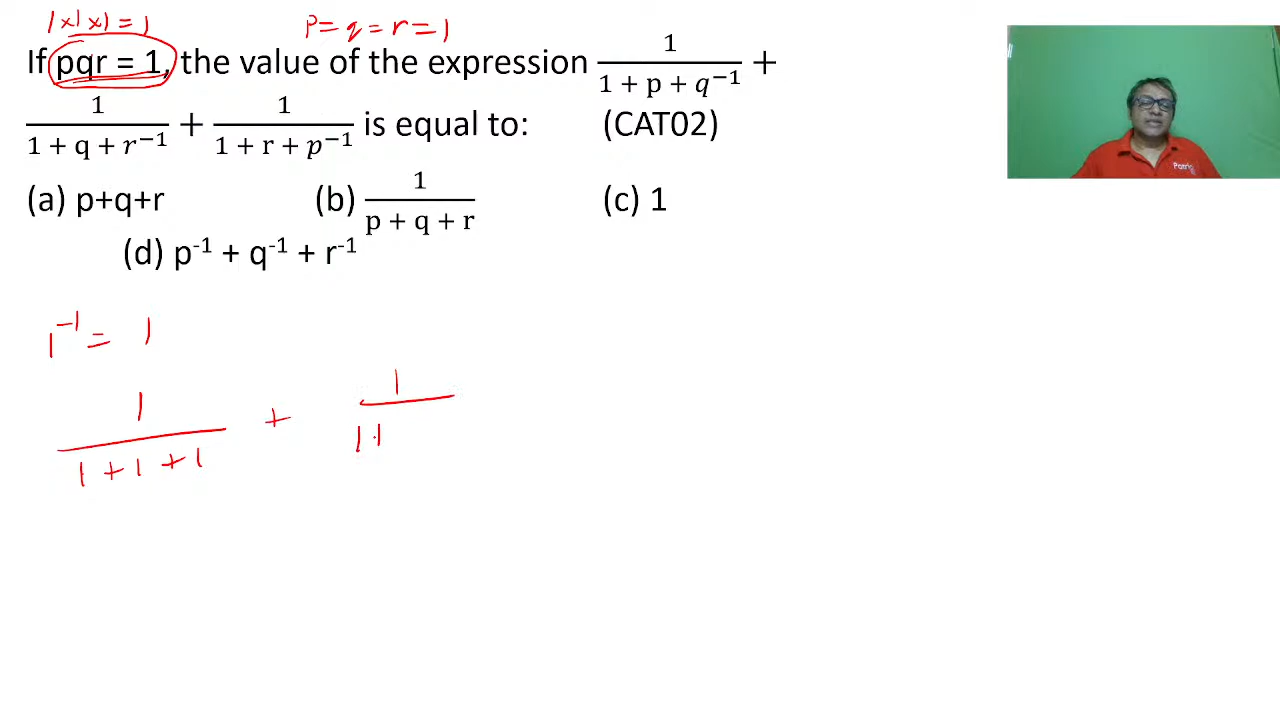 1×1×1=1 p=q=r=1
If pqr = 1, the value of the expression 1/(1 + p + q⁻¹) +
1/(1 + q + r⁻¹) + 1/(1 + r + p⁻¹) is equal to: (CAT02)
(a) p+q+r (b) 1/(p + q + r) (c) 1
(d) p⁻¹ + q⁻¹ + r⁻¹
1⁻¹ = 1
1/(1+1+1) + 1/(1+